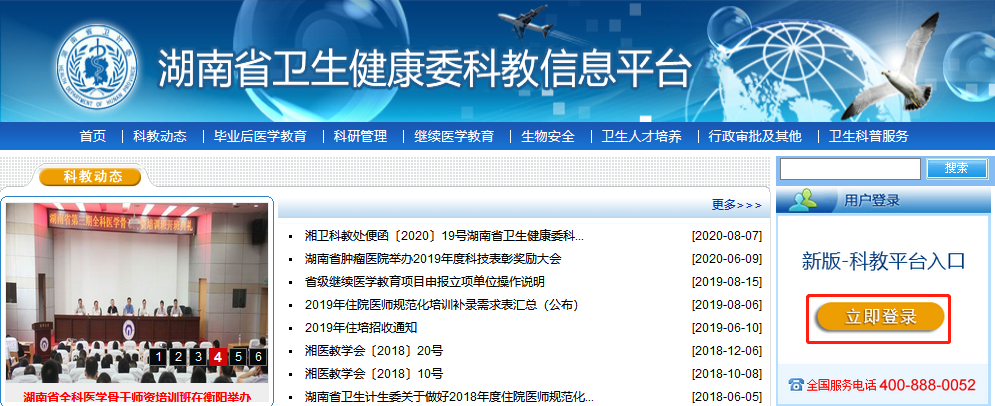 湖南省卫生健康委科教信息平台
首页 | 科教动态 | 毕业后医学教育 | 科研管理 | 继续医学教育 | 生物安全 | 卫生人才培养 | 行政审批及其他 | 卫生科普服务
科教动态
搜索
更多>>>
用户登录
湘卫科教处便函〔2020〕19号湖南省卫生健康委科... [2020-08-07]
湖南省肿瘤医院举办2019年度科技表彰奖励大会 [2020-06-09]
省级继续医学教育项目申报立项单位操作说明 [2019-08-15]
2019年住院医师规范化培训补录需求表汇总（公布） [2019-08-06]
2019年住培招收通知 [2019-06-10]
湘医教学会〔2018〕20号 [2018-12-06]
湘医教学会〔2018〕10号 [2018-10-08]
湖南省卫生计生委关于做好2018年度住院医师规范化... [2018-06-05]
1 2 3 4 5 6
湖南省全科医学骨干师资培训班在衡阳举办
新版-科教平台入口
立即登录
全国服务电话 400-888-0052